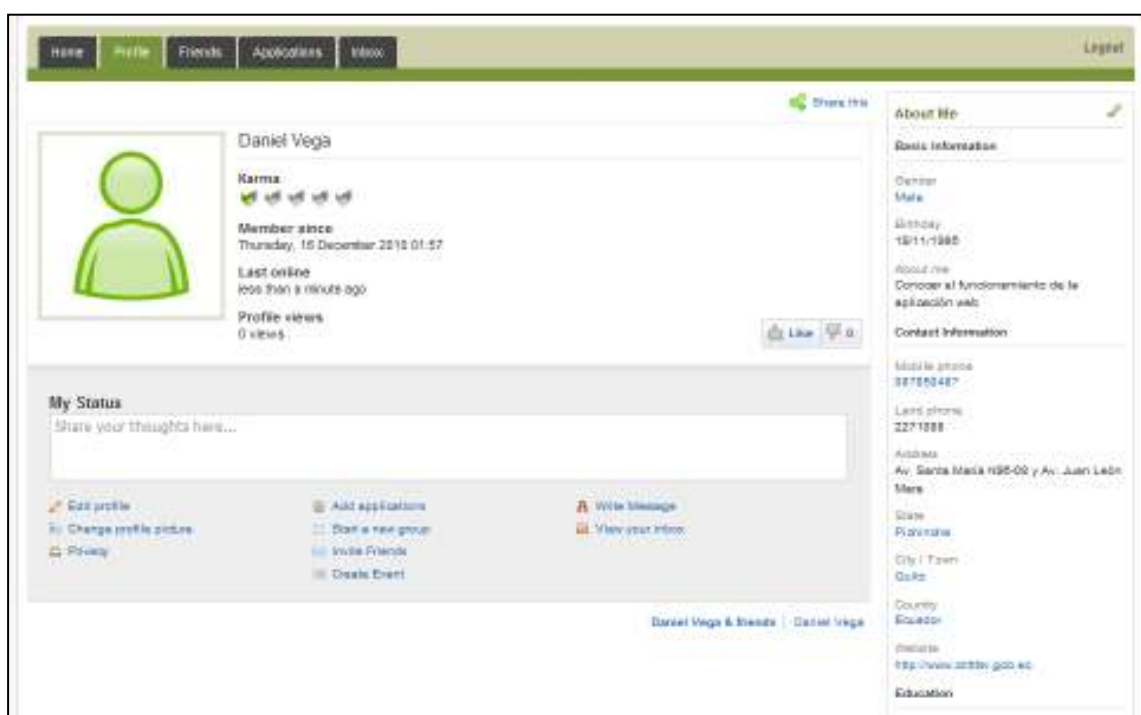 Home Profile Friends Applications Inbox Logout
Share this
Daniel Vega
Karma
Member since
Thursday, 16 December 2010 01:57
Last online
less than a minute ago
Profile views
0 views
Like 0
My Status
Share your thoughts here...
Edit profile
Change profile picture
Privacy
Add applications
Start a new group
Invite Friends
Create Event
Write Message
View your inbox
Daniel Vega & friends | Daniel Vega
About Me
Basic Information
Gender
Male
Birthday
About me
Conocer el funcionamiento de la
aplicación web
Contact Information
Mobile phone
Land phone
Address
Av. Santa María y Av. Juan León
Mera
State
Pichincha
City / Town
Quito
Country
Ecuador
Website
Education